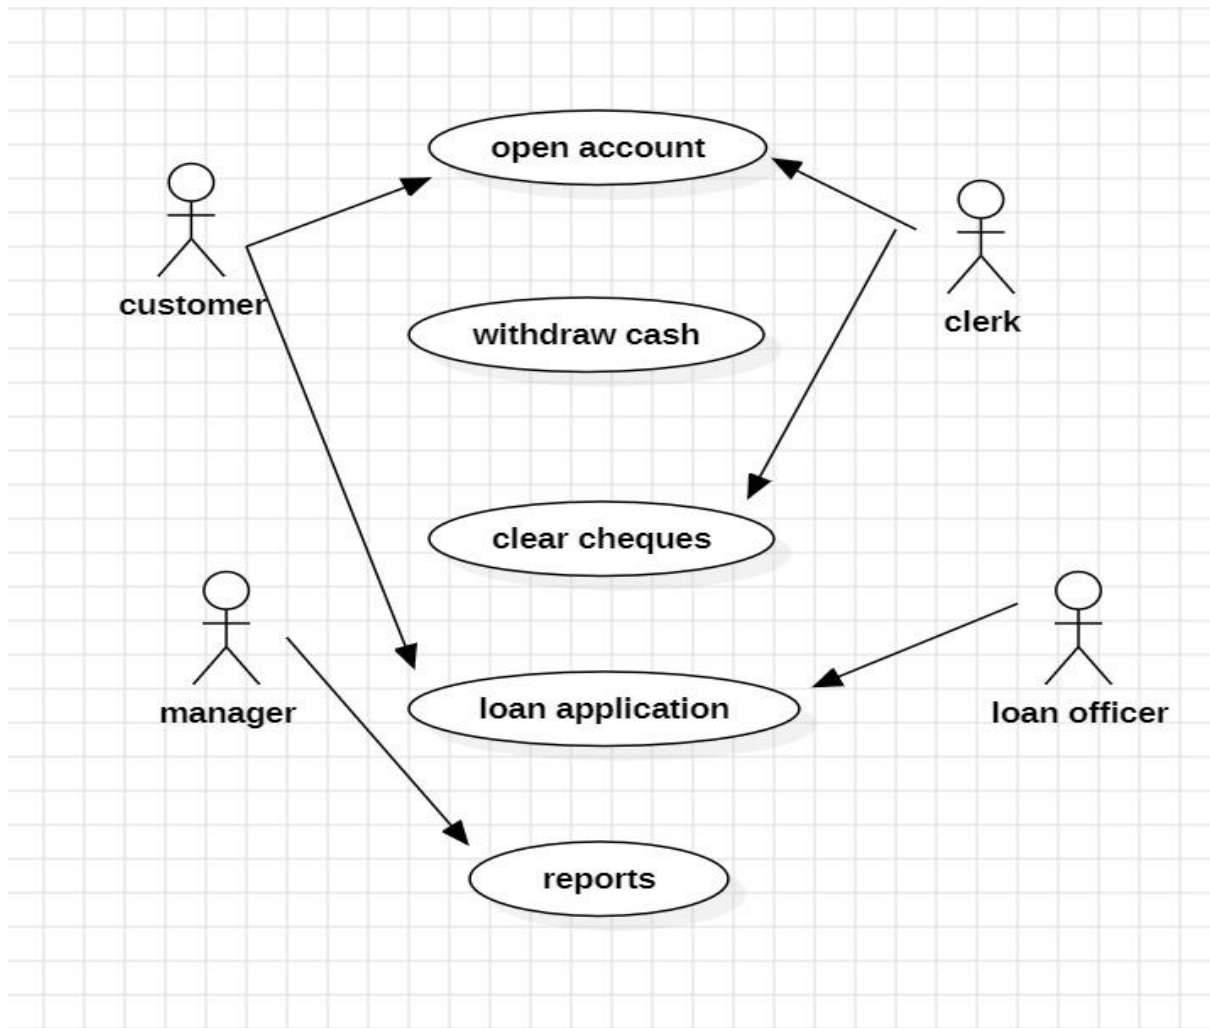 open account
customer
clerk
withdraw cash
clear cheques
manager
loan application
loan officer
reports